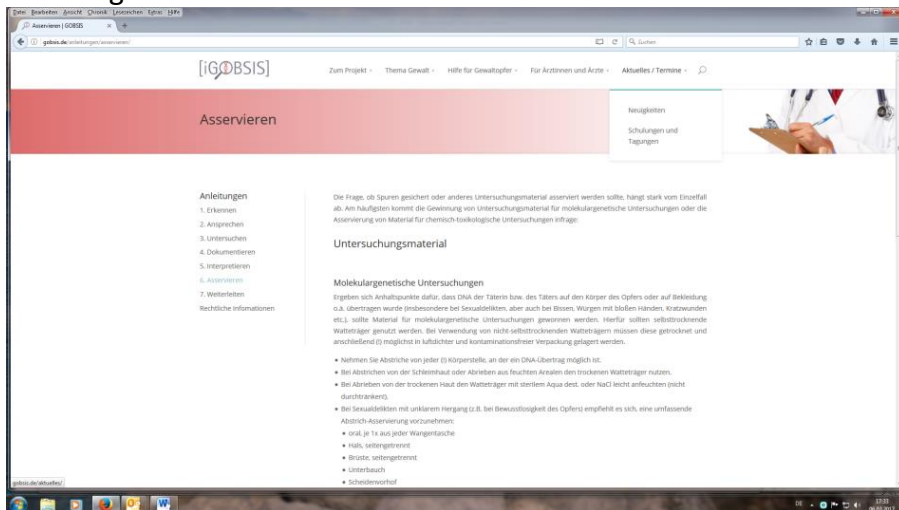 Datei Bearbeiten Ansicht Chronik Lesezeichen Extras Hilfe
Asservieren | GOBSIS
gobsis.de/anleitungen/asservieren/
Suchen
[iGOBSIS]
Zum Projekt
Thema Gewalt
Hilfe für Gewaltopfer
Für Ärztinnen und Ärzte
Aktuelles / Termine
Neuigkeiten
Schulungen und
Tagungen
Asservieren
Anleitungen
1. Erkennen
2. Ansprechen
3. Untersuchen
4. Dokumentieren
5. Interpretieren
6. Asservieren
7. Weiterleiten
Rechtliche Infomationen
Die Frage, ob Spuren gesichert oder anderes Untersuchungsmaterial asserviert werden sollte, hängt stark vom Einzelfall
ab. Am häufigsten kommt die Gewinnung von Untersuchungsmaterial für molekulargenetische Untersuchungen oder die
Asservierung von Material für chemisch-toxikologische Untersuchungen infrage:
Untersuchungsmaterial
Molekulargenetische Untersuchungen
Ergeben sich Anhaltspunkte dafür, dass DNA der Täterin bzw. des Täters auf den Körper des Opfers oder auf Bekleidung
o.ä. übertragen wurde (insbesondere bei Sexualdelikten, aber auch bei Bissen, Würgen mit bloßen Händen, Kratzwunden
etc.), sollte Material für molekulargenetische Untersuchungen gewonnen werden. Hierfür sollten selbsttrocknende
Watteträger genutzt werden. Bei Verwendung von nicht-selbsttrocknenden Watteträgern müssen diese getrocknet und
anschließend (!) möglichst in luftdichter und kontaminationsfreier Verpackung gelagert werden.
• Nehmen Sie Abstriche von jeder (!) Körperstelle, an der ein DNA-Übertrag möglich ist.
• Bei Abstrichen von der Schleimhaut oder Abrieben aus feuchten Arealen den trockenen Watteträger nutzen.
• Bei Abrieben von der trockenen Haut den Watteträger mit sterilem Aqua dest. oder NaCl leicht anfeuchten (nicht
durchtränken!).
• Bei Sexualdelikten mit unklarem Hergang (z.B. bei Bewusstlosigkeit des Opfers) empfiehlt es sich, eine umfassende
Abstrich-Asservierung vorzunehmen:
• oral, je 1x aus jeder Wangentasche
• Hals, seitengetrennt
• Brüste, seitengetrennt
• Unterbauch
• Scheidenvorhof
gobsis.de/aktuelles/
DE
13:33
06.03.2017